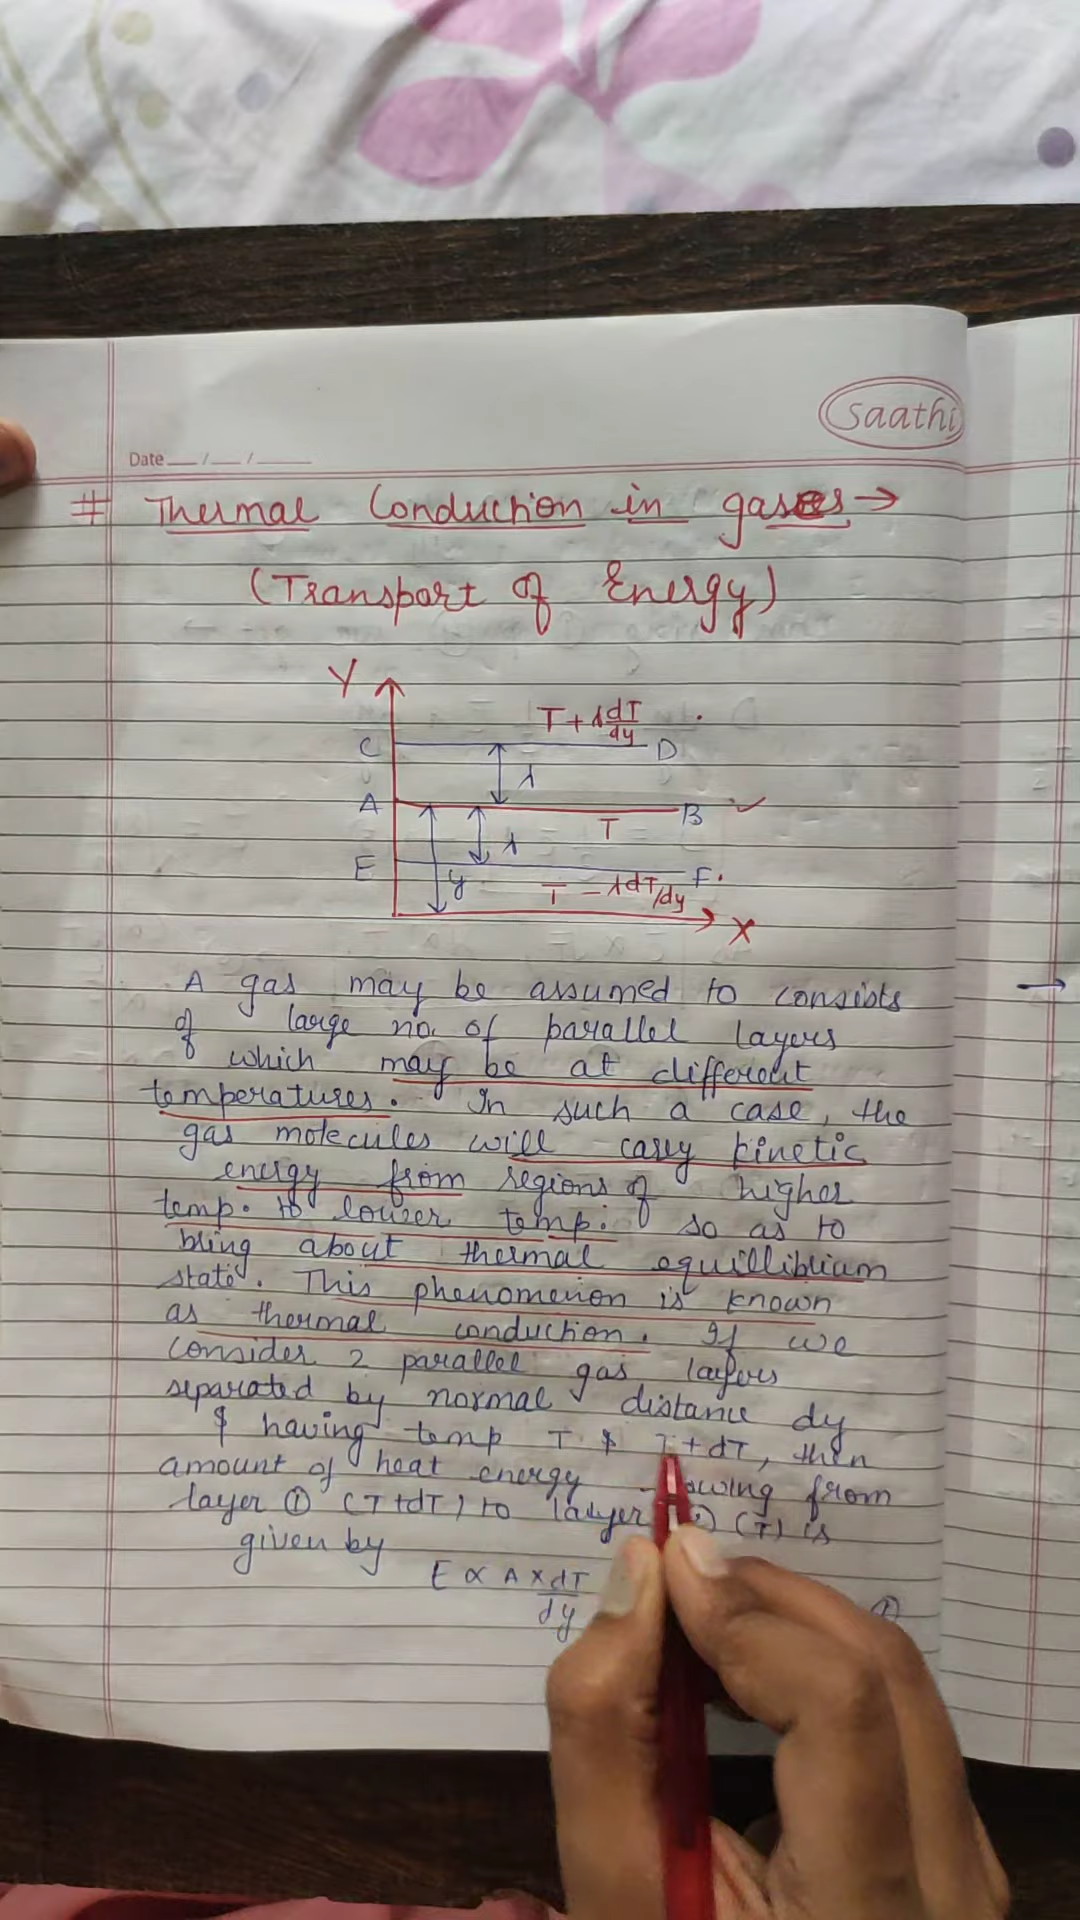 Saathi
Date __/__/____
# Thermal Conduction in gases →
(Transport of Energy)
Y
T + λ dT/dy
C D
λ
A B ✓
T
λ
E F
y T - λ dT/dy
X
A gas may be assumed to consists
of large no. of parallel layers
which may be at different
temperatures. In such a case, the
gas molecules will carry kinetic
energy from regions of higher
temp. to lower temp. so as to
bring about thermal equillibrium
state. This phenomenon is known
as thermal conduction. If we
consider 2 parallel gas layers
separated by normal distance dy
& having temp T & T+dT, then
amount of heat energy from
layer ① (T+dT) to layer (T) is
given by
E ∝ A × dT/dy